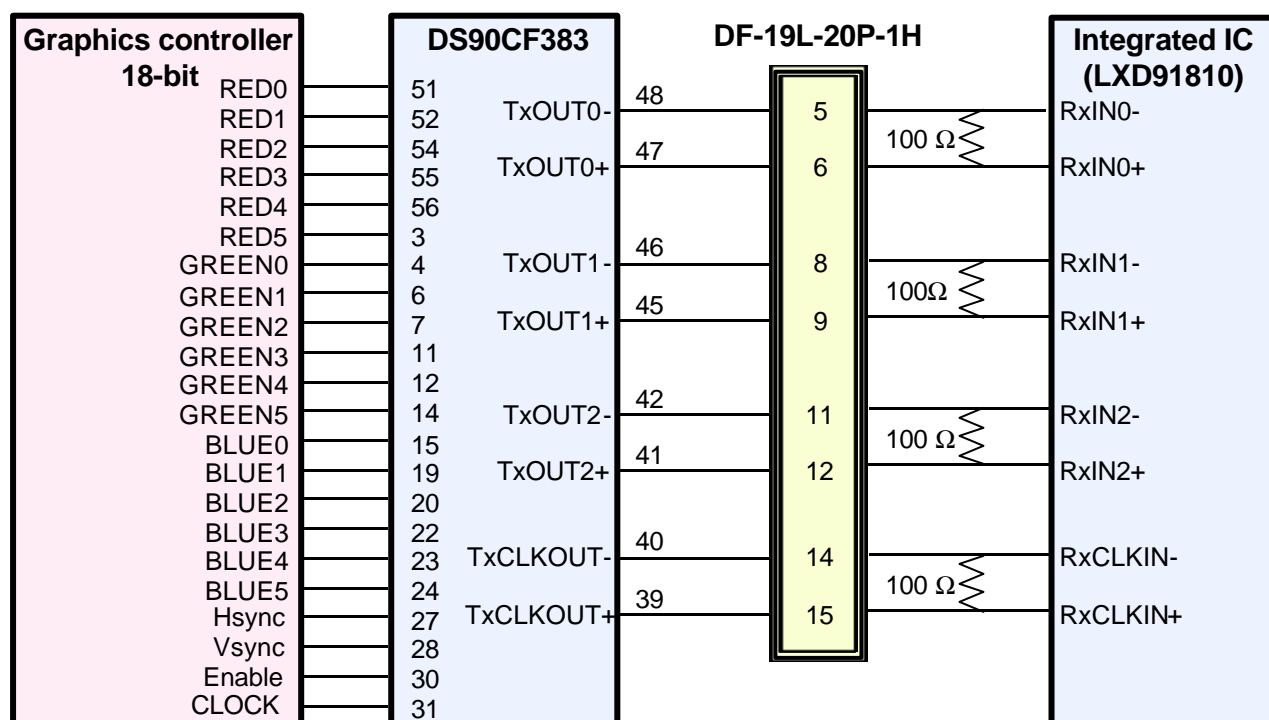 Graphics controller
18-bit
RED0
RED1
RED2
RED3
RED4
RED5
GREEN0
GREEN1
GREEN2
GREEN3
GREEN4
GREEN5
BLUE0
BLUE1
BLUE2
BLUE3
BLUE4
BLUE5
Hsync
Vsync
Enable
CLOCK
DS90CF383
51
52
54
55
56
3
4
6
7
11
12
14
15
19
20
22
23
24
27
28
30
31
TxOUT0-
TxOUT0+
TxOUT1-
TxOUT1+
TxOUT2-
TxOUT2+
TxCLKOUT-
TxCLKOUT+
48
47
46
45
42
41
40
39
DF-19L-20P-1H
5
6
8
9
11
12
14
15
100 Ω
100Ω
100 Ω
100 Ω
Integrated IC
(LXD91810)
RxIN0-
RxIN0+
RxIN1-
RxIN1+
RxIN2-
RxIN2+
RxCLKIN-
RxCLKIN+